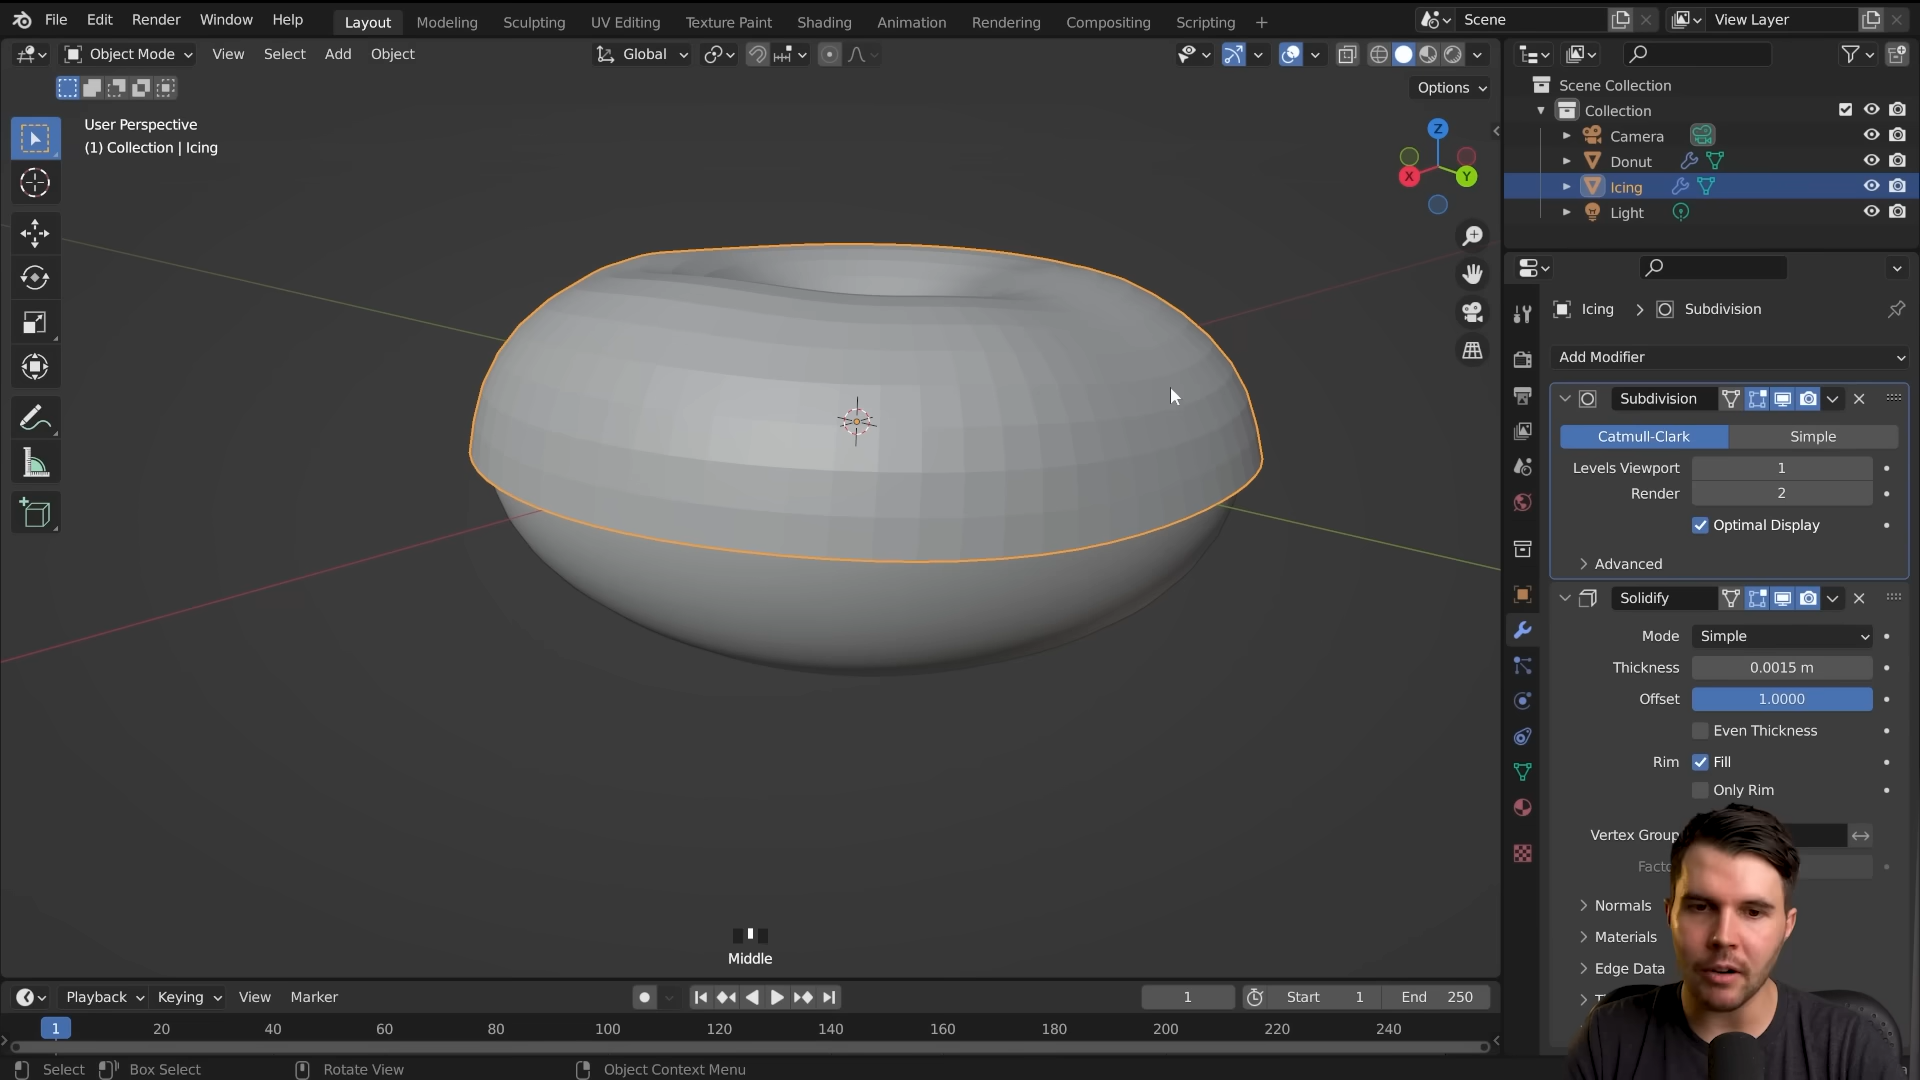 File Edit Render Window Help Layout Modeling Sculpting UV Editing Texture Paint Shading Animation Rendering Compositing Scripting + Scene View Layer
Object Mode View Select Add Object Global
Options
User Perspective
(1) Collection | Icing
Z
X
Y
Scene Collection
Collection
Camera
Donut
Icing
Light
Icing > Subdivision
Add Modifier
Subdivision
Catmull-Clark Simple
Levels Viewport 1
Render 2
Optimal Display
Advanced
Solidify
Mode Simple
Thickness 0.0015 m
Offset 1.0000
Even Thickness
Rim Fill
Only Rim
Vertex Group
Normals
Materials
Edge Data
Middle
Playback Keying View Marker 1 Start 1 End 250
1 20 40 60 80 100 120 140 160 180 200 220 240
Select Box Select Rotate View Object Context Menu